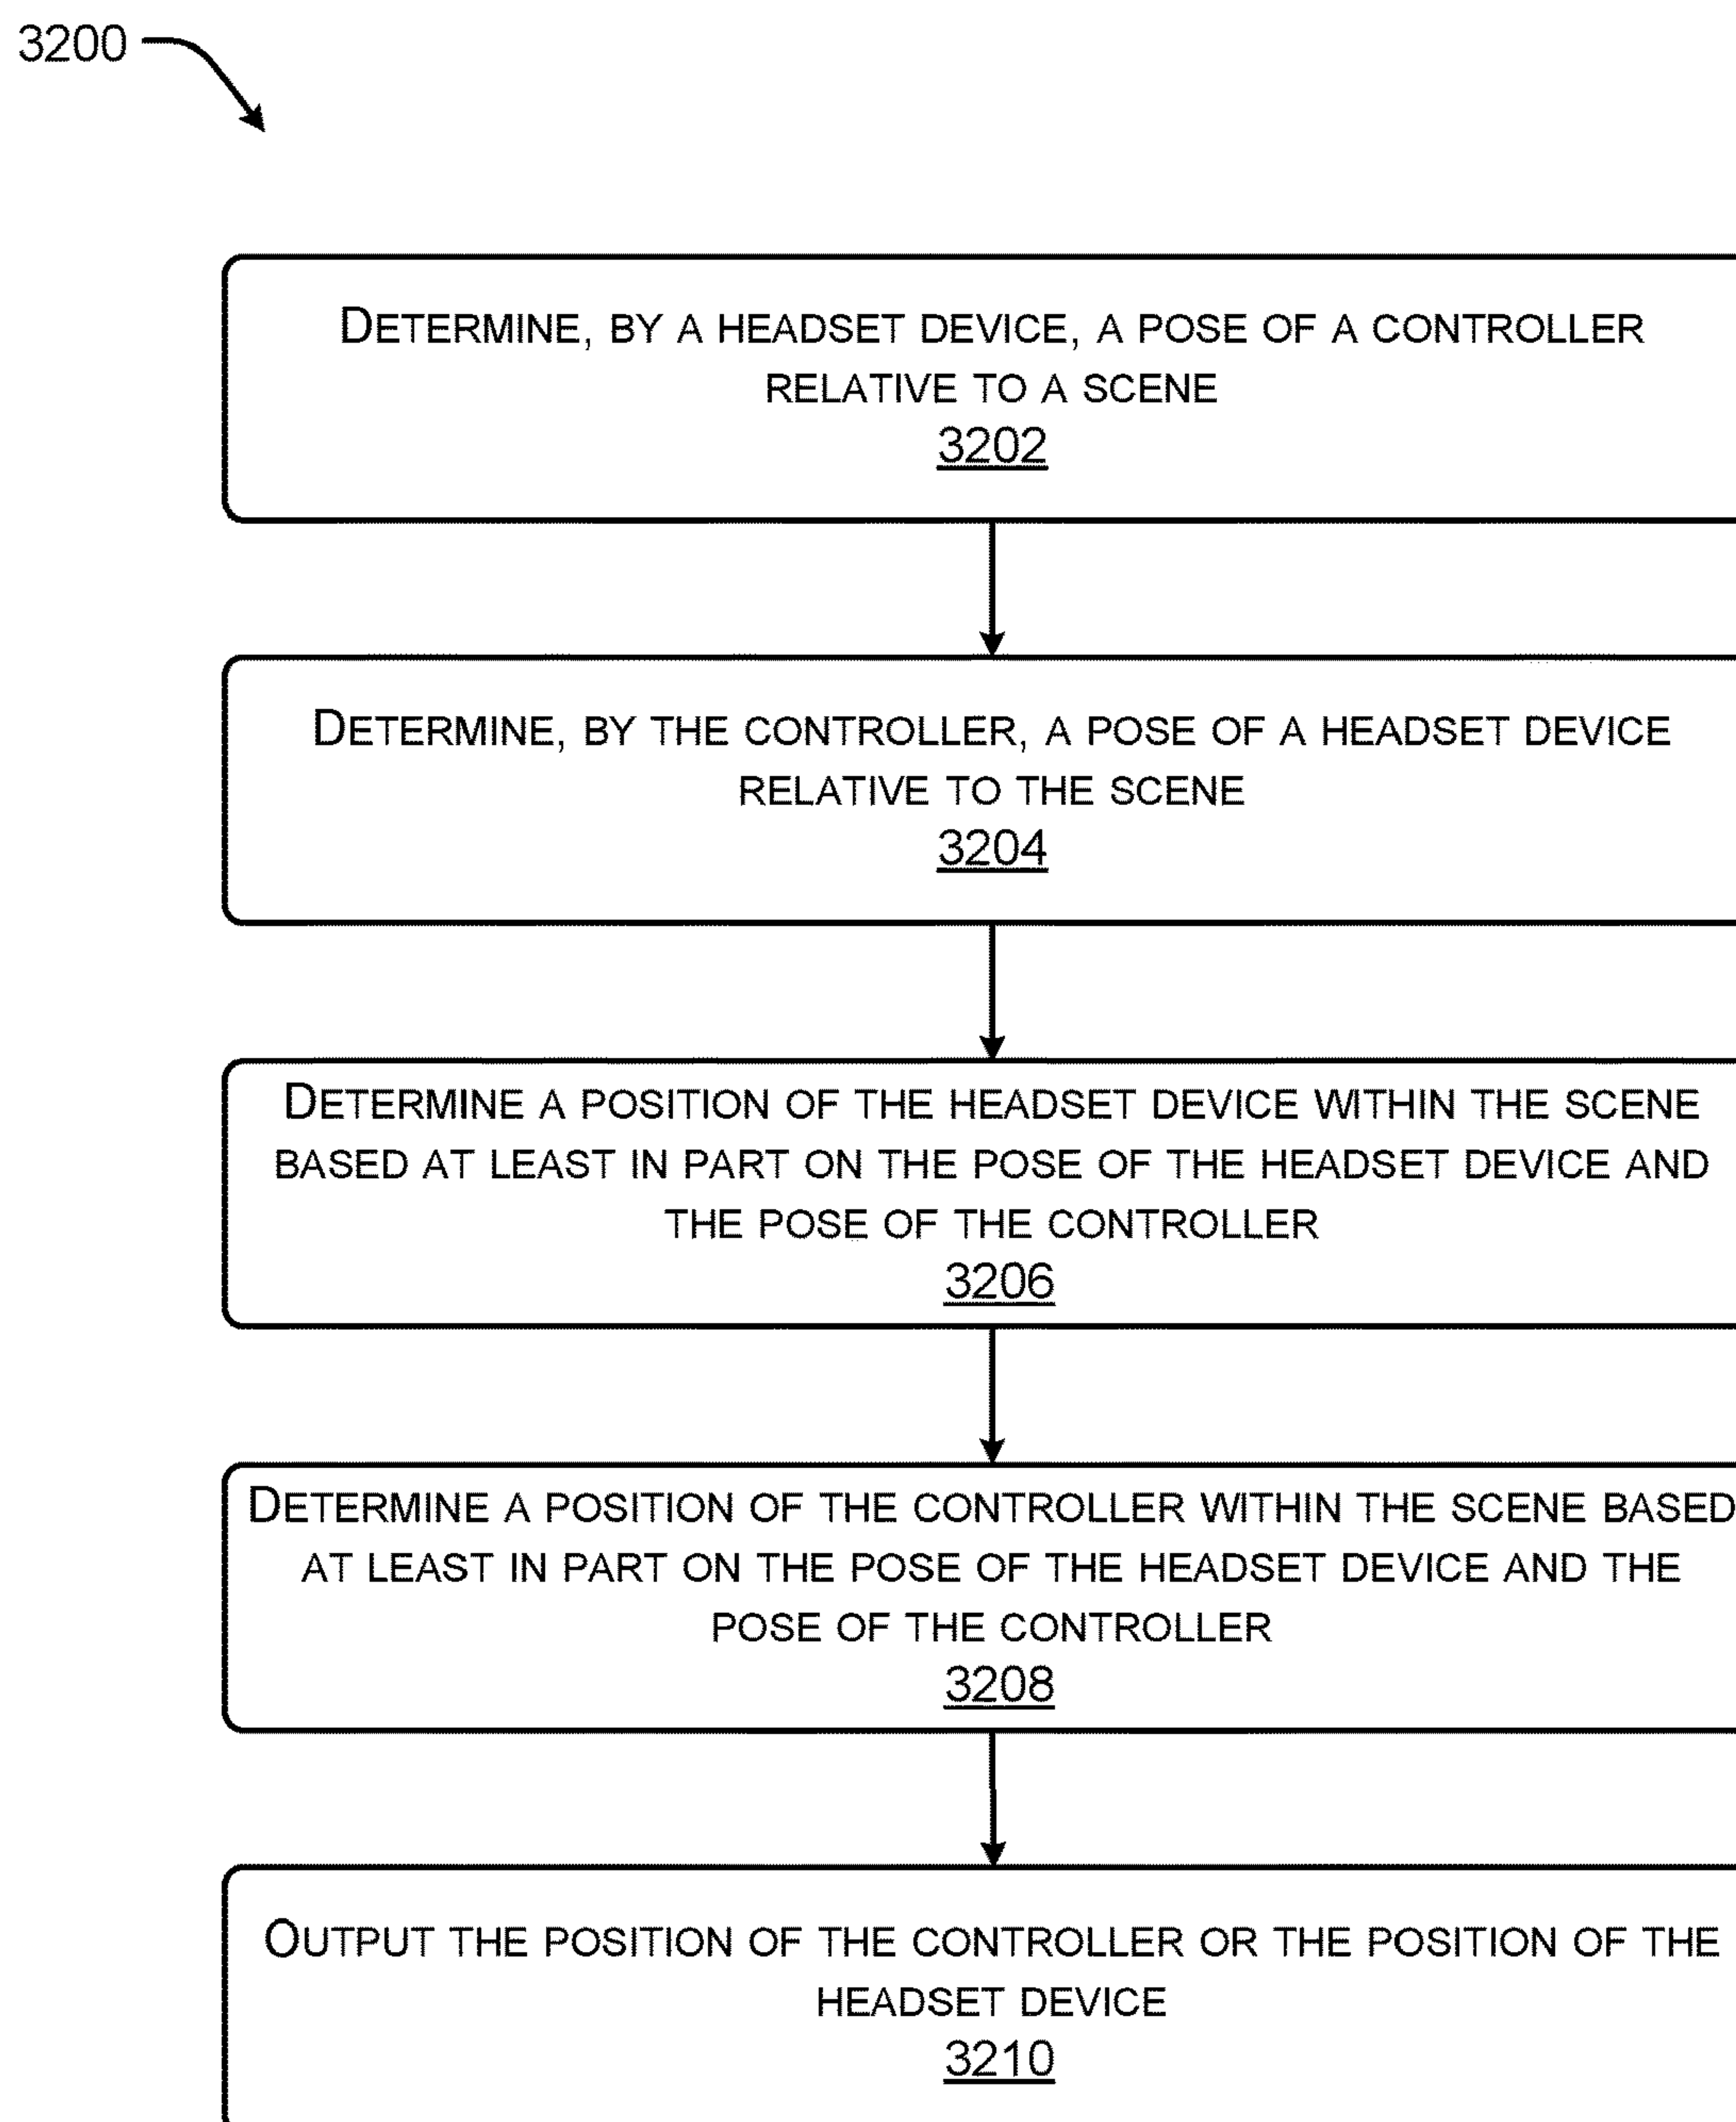 3200
DETERMINE, BY A HEADSET DEVICE, A POSE OF A CONTROLLER
RELATIVE TO A SCENE
3202
DETERMINE, BY THE CONTROLLER, A POSE OF A HEADSET DEVICE
RELATIVE TO THE SCENE
3204
DETERMINE A POSITION OF THE HEADSET DEVICE WITHIN THE SCENE
BASED AT LEAST IN PART ON THE POSE OF THE HEADSET DEVICE AND
THE POSE OF THE CONTROLLER
3206
DETERMINE A POSITION OF THE CONTROLLER WITHIN THE SCENE BASED
AT LEAST IN PART ON THE POSE OF THE HEADSET DEVICE AND THE
POSE OF THE CONTROLLER
3208
OUTPUT THE POSITION OF THE CONTROLLER OR THE POSITION OF THE
HEADSET DEVICE
3210